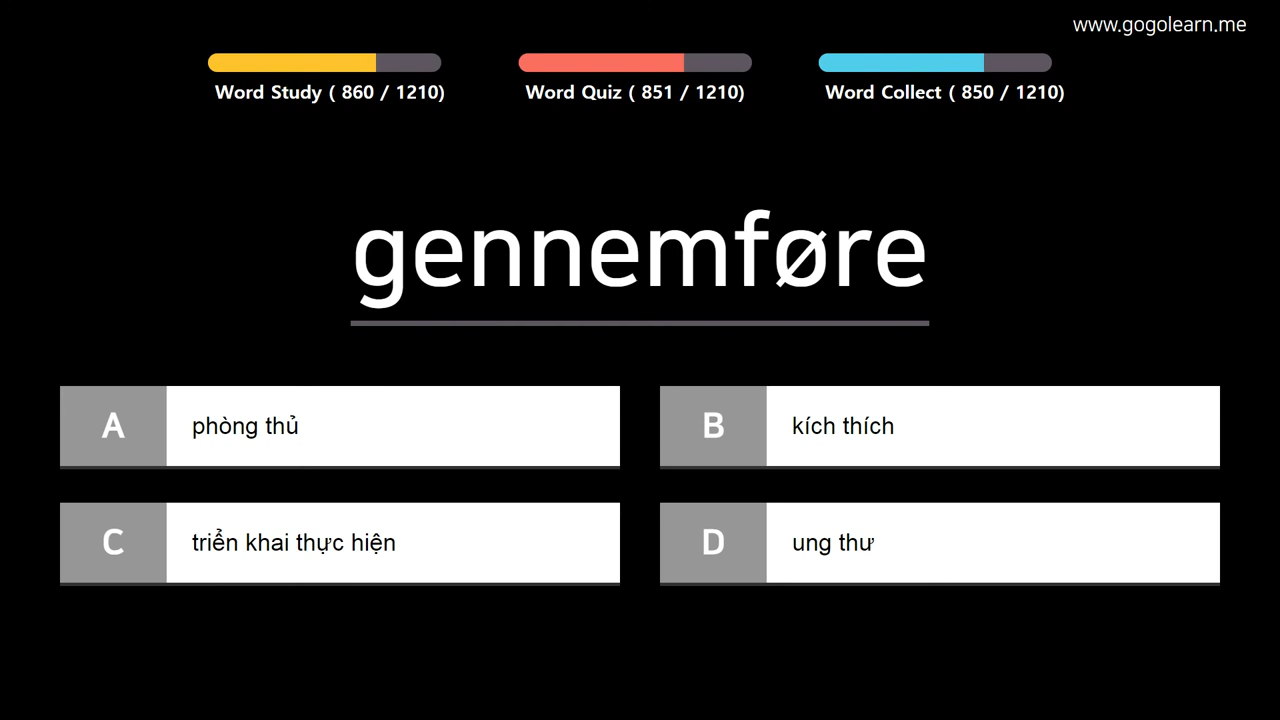 www.gogolearn.me
Word Study ( 860 / 1210)
Word Quiz ( 851 / 1210)
Word Collect ( 850 / 1210)
gennemføre
A
phòng thủ
B
kích thích
C
triển khai thực hiện
D
ung thư